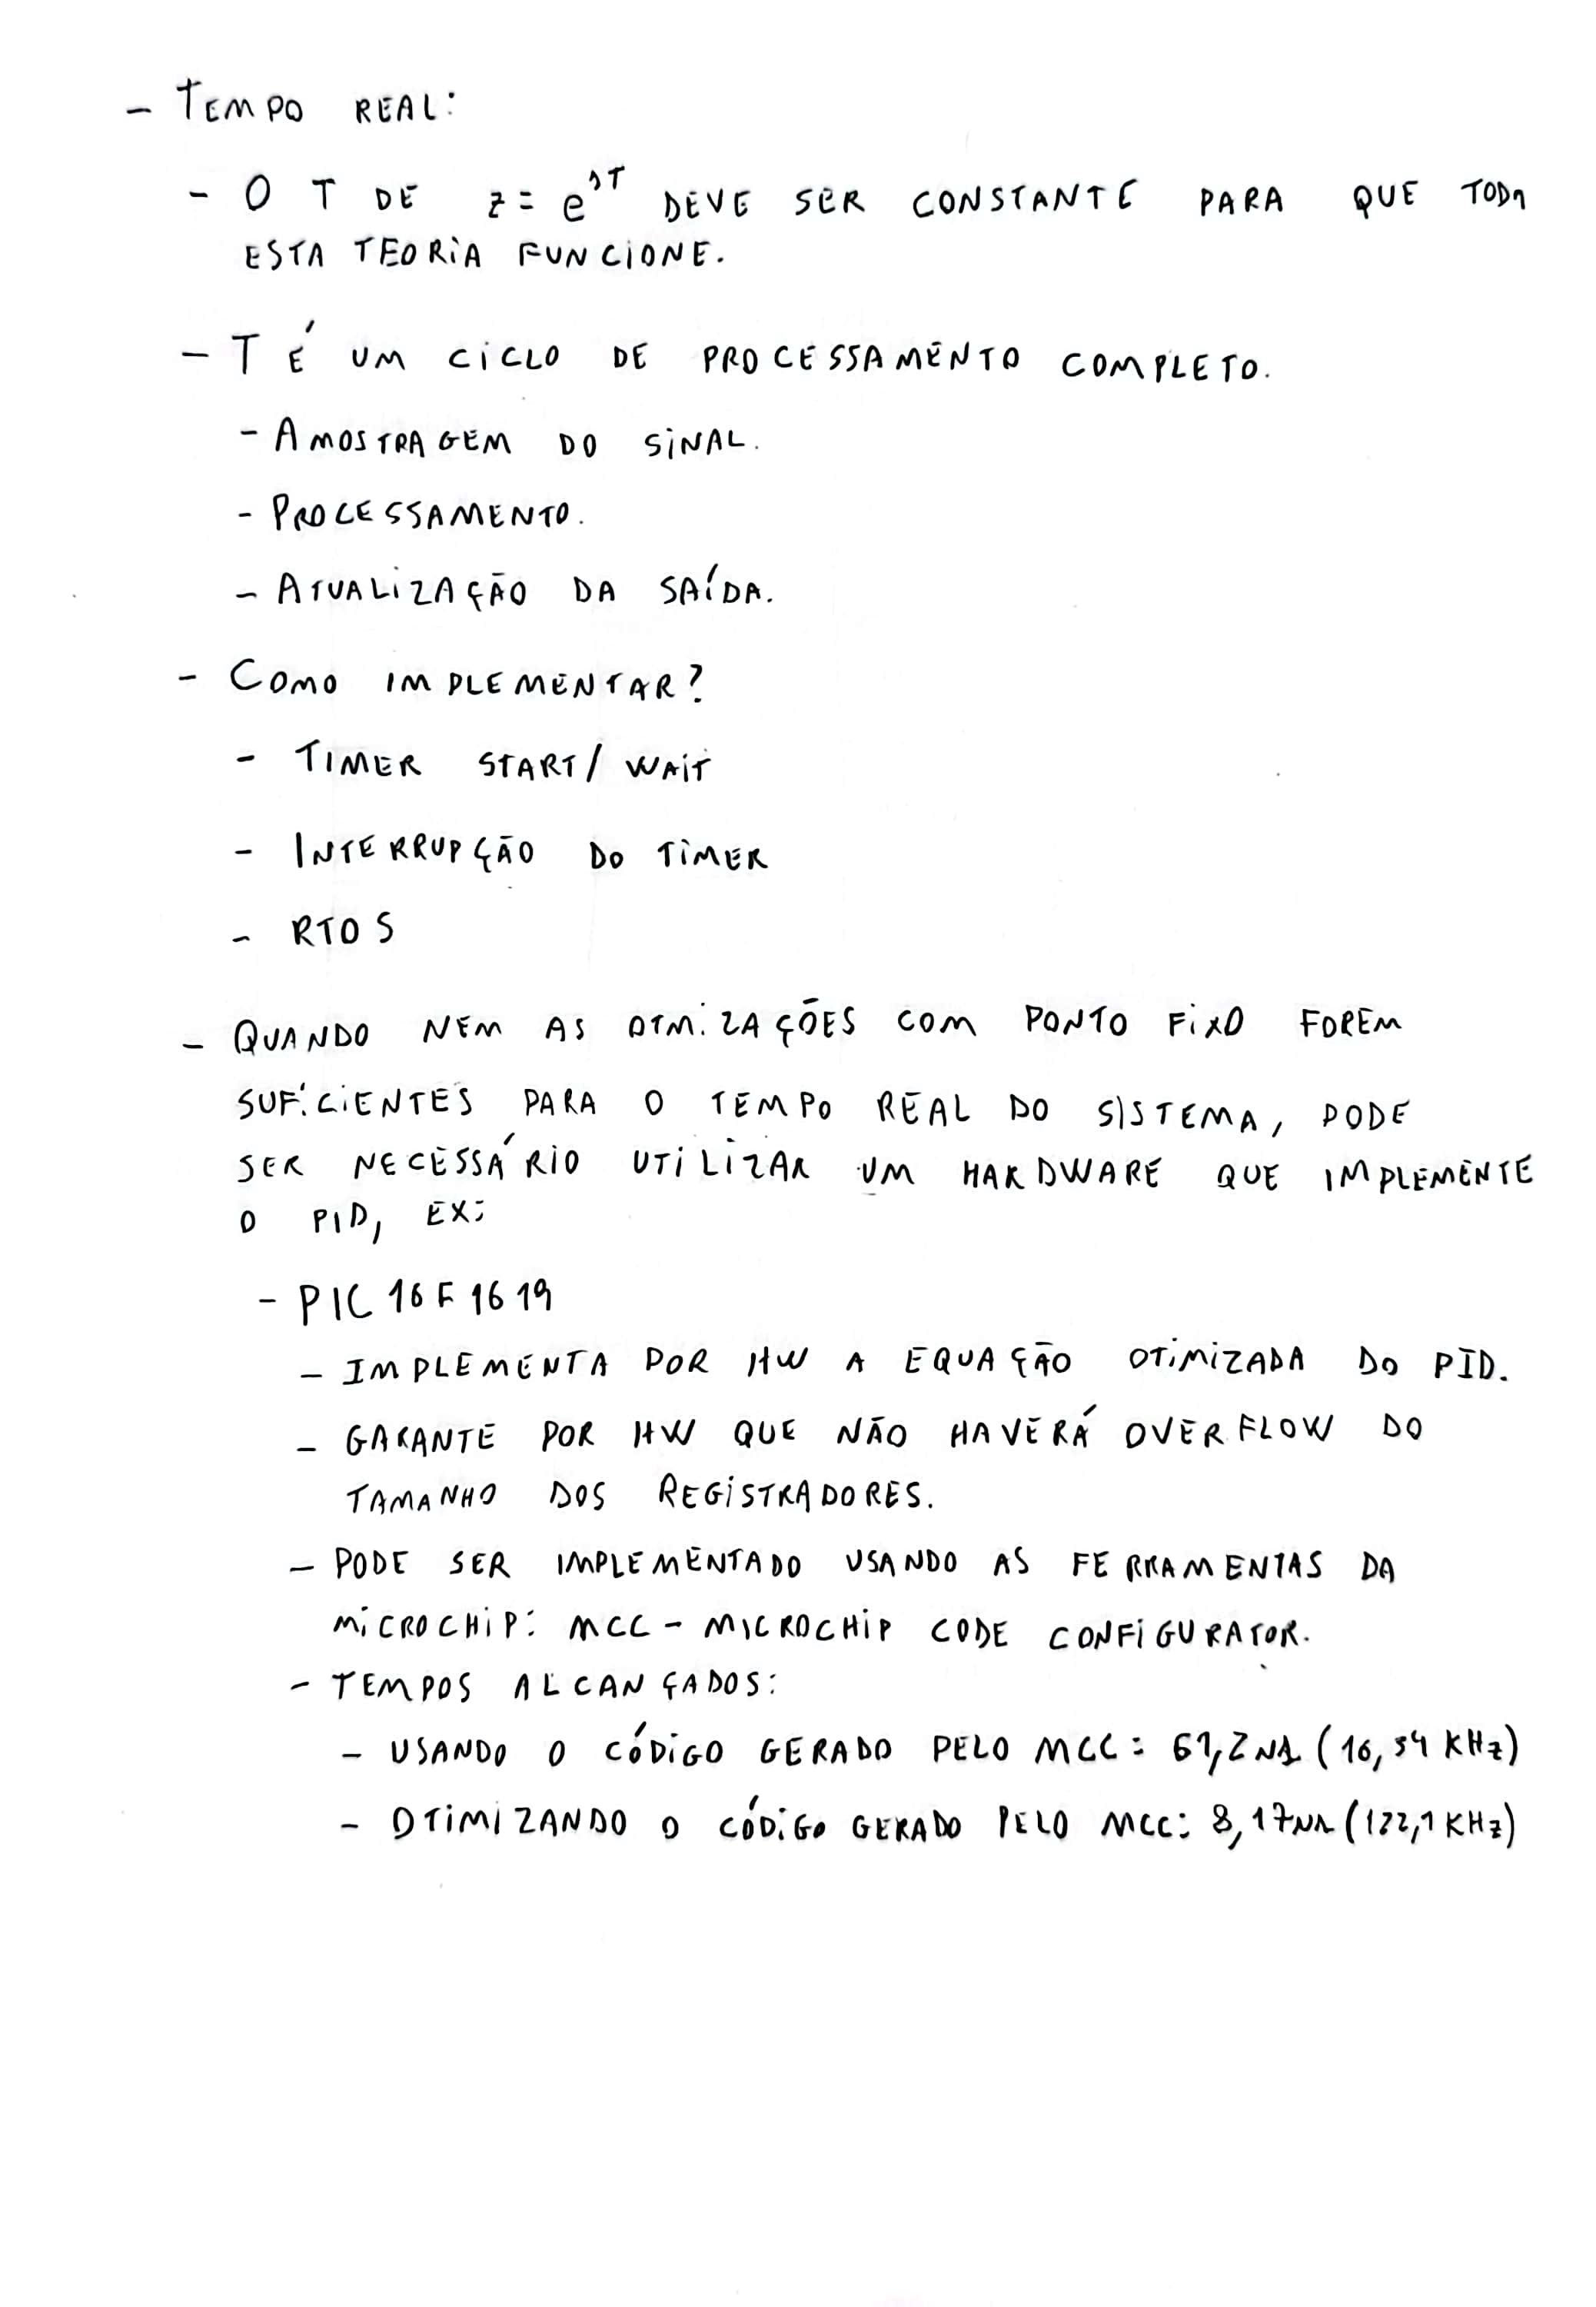 - TEMPO REAL:
- O T DE z = e^sT DEVE SER CONSTANTE PARA QUE TODA
ESTA TEORIA FUNCIONE.
- T É UM CICLO DE PROCESSAMENTO COMPLETO.
- AMOSTRAGEM DO SINAL.
- PROCESSAMENTO.
- ATUALIZAÇÃO DA SAÍDA.
- COMO IMPLEMENTAR?
- TIMER START/ WAIT
- INTERRUPÇÃO DO TIMER
- RTOS
- QUANDO NEM AS OTMIZAÇÕES COM PONTO FIXO FOREM
SUFICIENTES PARA O TEMPO REAL DO SISTEMA, PODE
SER NECESSÁRIO UTILIZAR UM HARDWARE QUE IMPLEMENTE
O PID, EX:
- PIC16F1619
- IMPLEMENTA POR HW A EQUAÇÃO OTIMIZADA DO PID.
- GARANTE POR HW QUE NÃO HAVERÁ OVERFLOW DO
TAMANHO DOS REGISTRADORES.
- PODE SER IMPLEMENTADO USANDO AS FERRAMENTAS DA
MICROCHIP: MCC - MICROCHIP CODE CONFIGURATOR.
- TEMPOS ALCANÇADOS:
- USANDO O CÓDIGO GERADO PELO MCC: 61,2 (16,34 KHz)
- OTIMIZANDO O CÓDIGO GERADO PELO MCC: 8,17 (122,1 KHz)